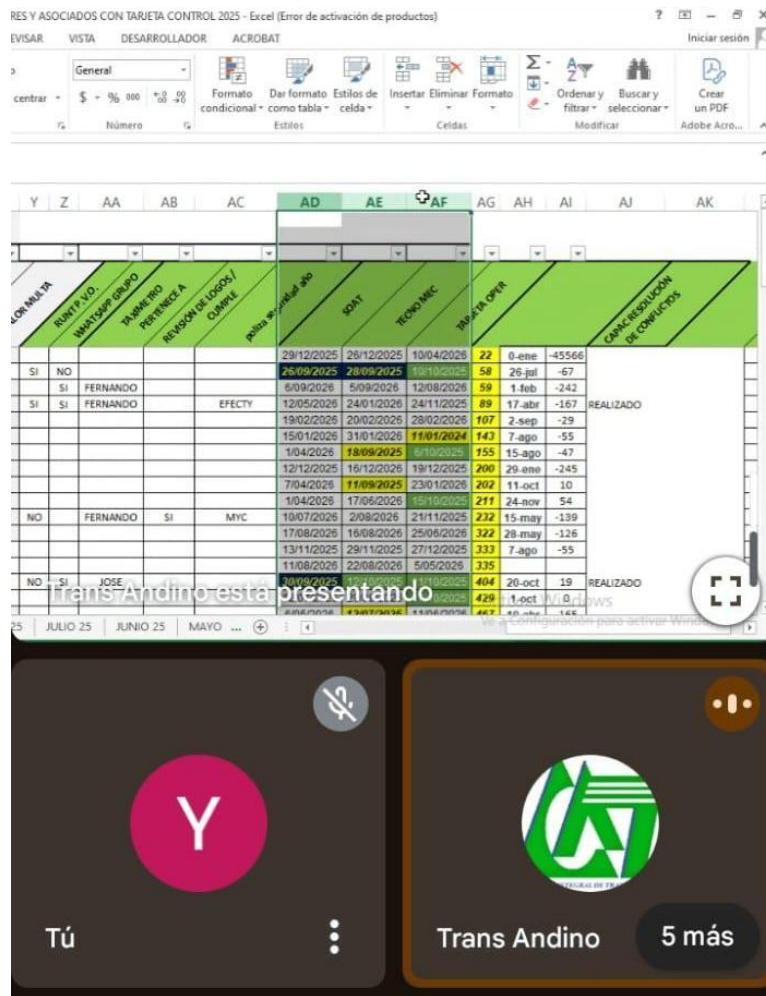 RES Y ASOCIADOS CON TARJETA CONTROL 2025 - Excel (Error de activación de productos)
EVISAR VISTA DESARROLLADOR ACROBAT Iniciar sesión
General
centrar $ % 000
Formato condicional Dar formato como tabla Estilos de celda Insertar Eliminar Formato Ordenar y filtrar Buscar y seleccionar Crear un PDF
Número Estilos Celdas Modificar Adobe Acro...
Y Z AA AB AC AD AE AF AG AH AI AJ AK
LOR MULTA
RUNT P.V.O.
WHATSAPP GRUPO
TAXIMETRO
PERTENECE A
REVISIÓN DE LOGOS /
CUMPLE
SOAT
TECNO MEC
TARJETA OPER
CAPAC RESOLUCIÓN
DE CONFLICTOS
29/12/2025 26/12/2025 10/04/2026 22 0-ene -45566
SI NO 26/09/2025 28/09/2025 10/10/2025 58 26-jul -67
SI FERNANDO 6/09/2026 5/09/2026 12/08/2026 59 1-feb -242
SI SI FERNANDO EFECTY 12/05/2026 24/01/2026 24/11/2025 89 17-abr -167 REALIZADO
19/02/2026 20/02/2026 28/02/2026 107 2-sep -29
15/01/2026 31/01/2026 11/01/2024 143 7-ago -55
1/04/2026 18/09/2025 6/10/2025 155 15-ago -47
12/12/2025 16/12/2026 19/12/2025 200 29-ene -245
7/04/2026 11/09/2025 23/01/2026 202 11-oct 10
1/04/2026 17/06/2026 15/10/2025 211 24-nov 54
NO FERNANDO SI MYC 10/07/2026 2/08/2026 21/11/2025 232 15-may -139
17/08/2026 16/08/2026 25/06/2026 322 28-may -126
13/11/2025 29/11/2025 27/12/2025 333 7-ago -55
11/08/2026 22/08/2026 5/05/2026 335
NO SI JOSE 30/09/2025 404 20-oct 19 REALIZADO
Trans Andino está presentando
429 1-oct 0
Ve a Configuración para activar
25 JULIO 25 JUNIO 25 MAYO ...
Y
Tú
Trans Andino
5 más